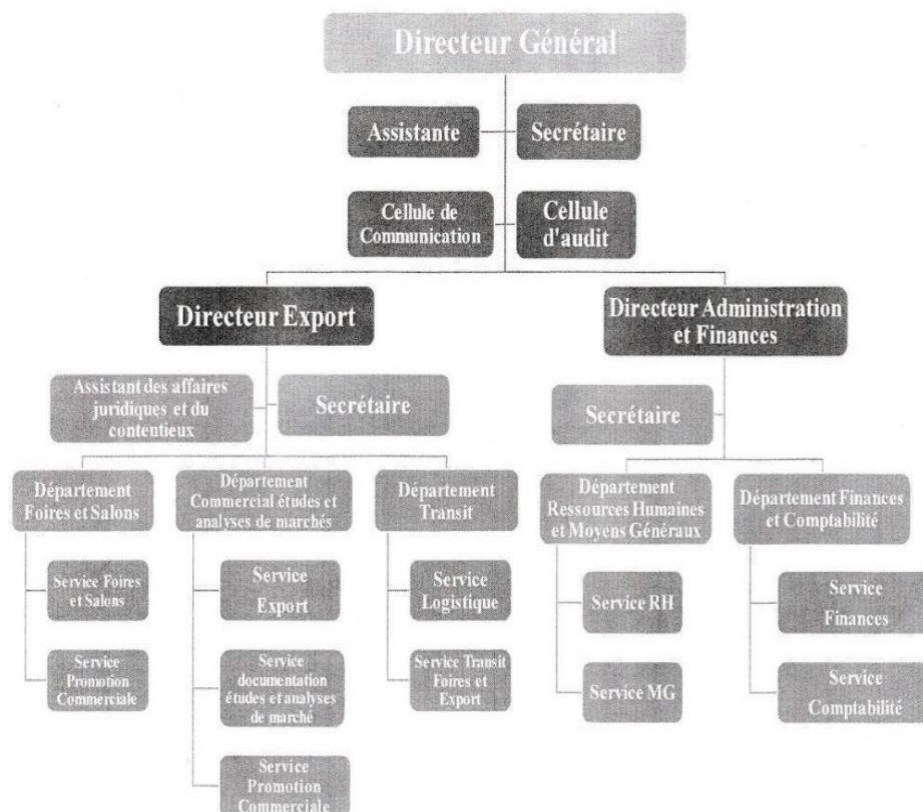 Directeur Général
Assistante
Secrétaire
Cellule de
Communication
Cellule
d'audit
Directeur Export
Directeur Administration
et Finances
Assistant des affaires
juridiques et du
contentieux
Secrétaire
Secrétaire
Département
Foires et Salons
Département
Commercial études et
analyses de marchés
Département
Transit
Département
Ressources Humaines
et Moyens Généraux
Département Finances
et Comptabilité
Service Foires
et Salons
Service
Export
Service
Logistique
Service RH
Service
Finances
Service
Promotion
Commerciale
Service
documentation
études et analyses
de marché
Service Transit
Foires et
Export
Service MG
Service
Comptabilité
Service
Promotion
Commerciale